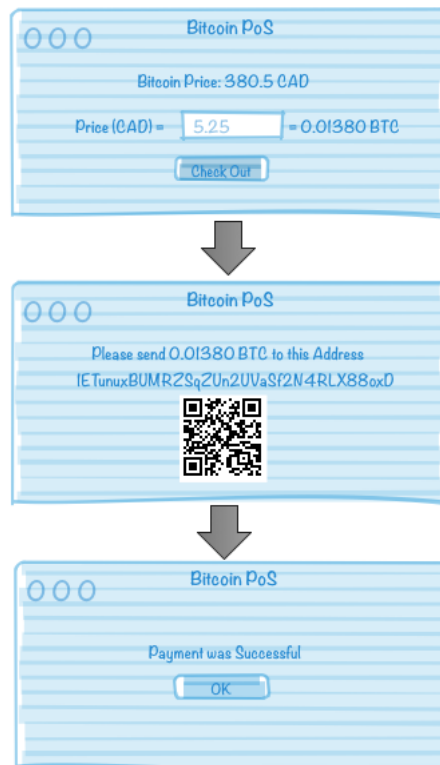 Bitcoin PoS
Bitcoin Price: 380.5 CAD
Price (CAD) = 5.25 = 0.01380 BTC
Check Out
Bitcoin PoS
Please send 0.01380 BTC to this Address
1ETunuxBUMRZSqZUn2UVaSf2N4RLX88oxD
Bitcoin PoS
Payment was Successful
OK